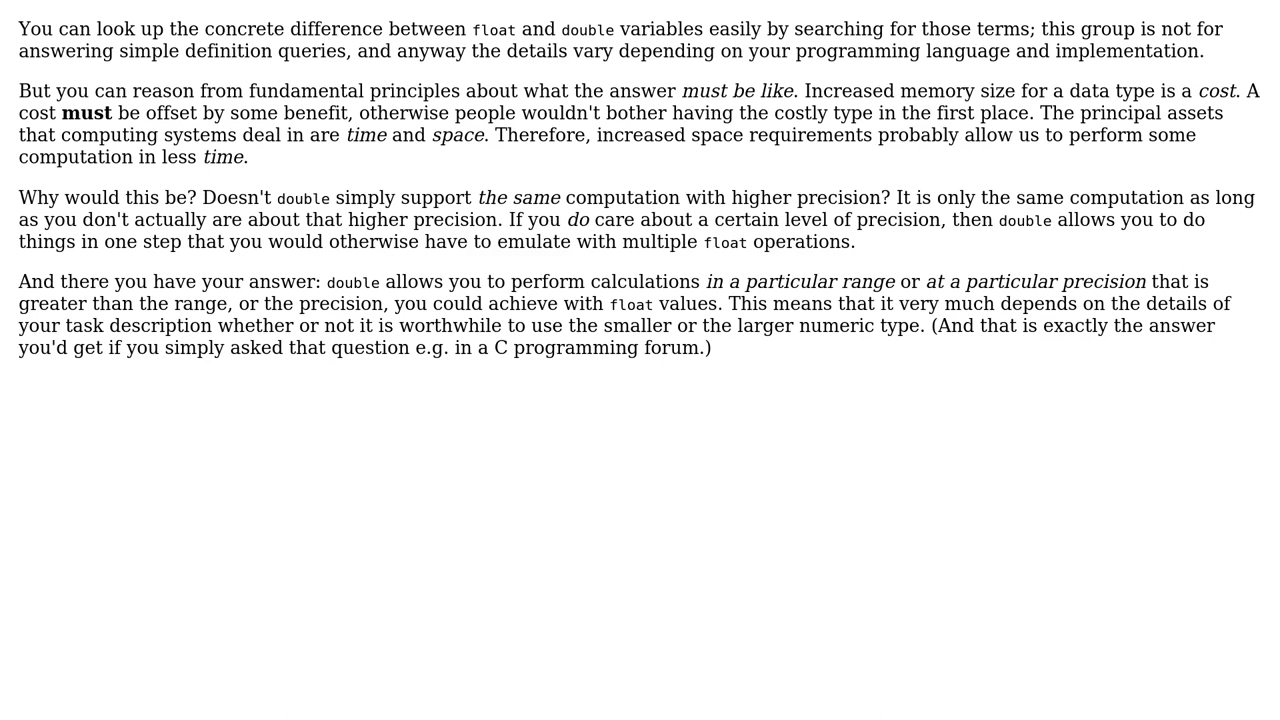 You can look up the concrete difference between float and double variables easily by searching for those terms; this group is not for
answering simple definition queries, and anyway the details vary depending on your programming language and implementation.
But you can reason from fundamental principles about what the answer must be like. Increased memory size for a data type is a cost. A
cost must be offset by some benefit, otherwise people wouldn't bother having the costly type in the first place. The principal assets
that computing systems deal in are time and space. Therefore, increased space requirements probably allow us to perform some
computation in less time.
Why would this be? Doesn't double simply support the same computation with higher precision? It is only the same computation as long
as you don't actually are about that higher precision. If you do care about a certain level of precision, then double allows you to do
things in one step that you would otherwise have to emulate with multiple float operations.
And there you have your answer: double allows you to perform calculations in a particular range or at a particular precision that is
greater than the range, or the precision, you could achieve with float values. This means that it very much depends on the details of
your task description whether or not it is worthwhile to use the smaller or the larger numeric type. (And that is exactly the answer
you'd get if you simply asked that question e.g. in a C programming forum.)